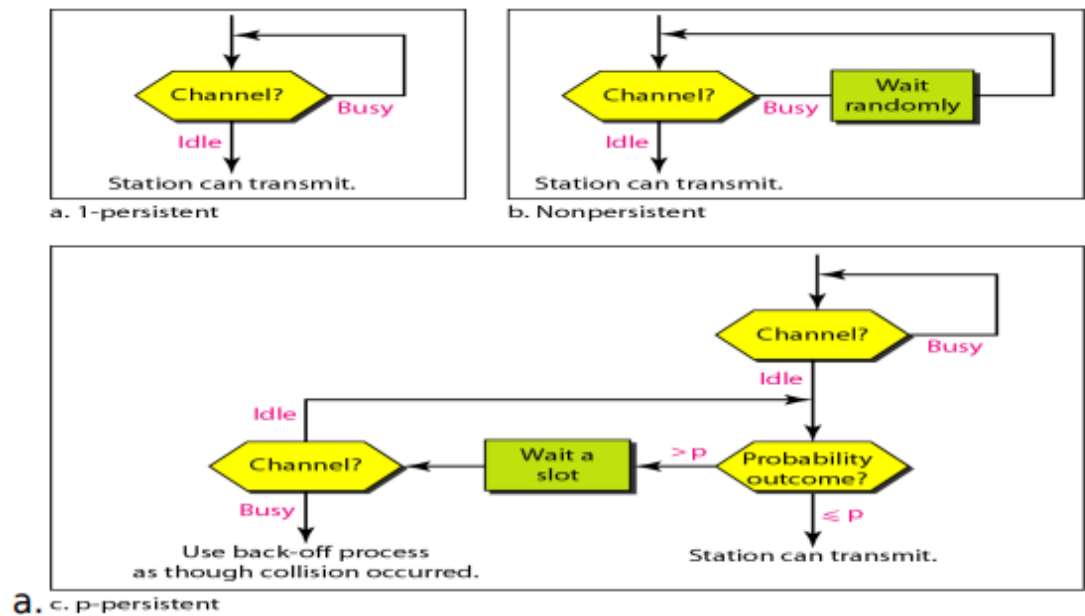 Channel?
Busy
Idle
Station can transmit.
a. 1-persistent
Channel?
Busy
Wait
randomly
Idle
Station can transmit.
b. Nonpersistent
Channel?
Busy
Idle
Idle
Channel?
Wait a
slot
> p
Probability
outcome?
Busy
⩽ p
Use back-off process
as though collision occurred.
Station can transmit.
a. c. p-persistent